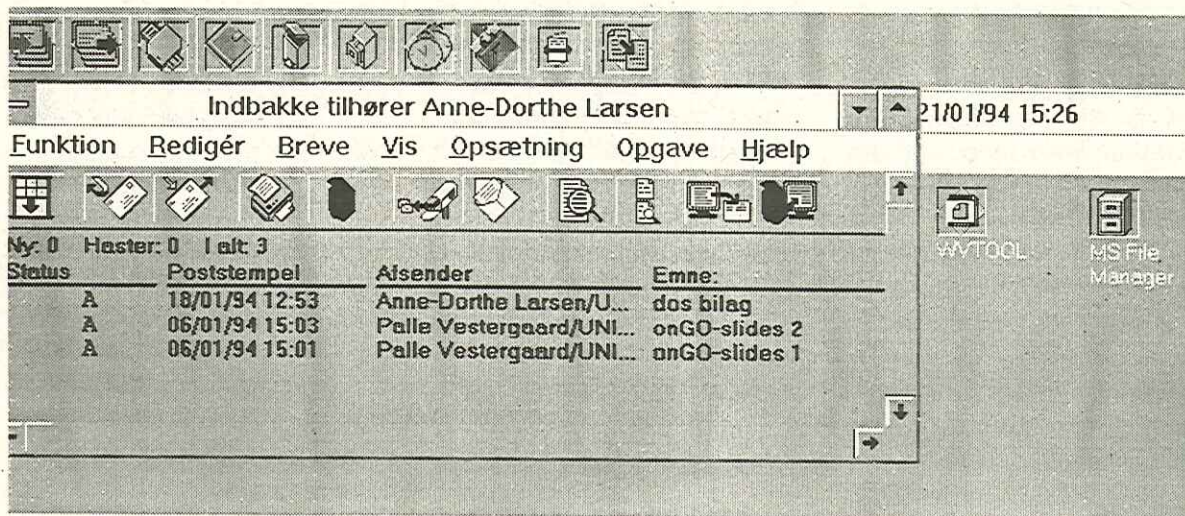 Indbakke tilhører Anne-Dorthe Larsen
21/01/94 15:26
Funktion Redigér Breve Vis Opsætning Opgave Hjælp
Ny: 0 Haster: 0 I alt: 3
Status Poststempel Afsender Emne:
A 18/01/94 12:53 Anne-Dorthe Larsen/U... dos bilag
A 06/01/94 15:03 Palle Vestergaard/UNI... onGO-slides 2
A 06/01/94 15:01 Palle Vestergaard/UNI... onGO-slides 1
WVTOOL
MS File
Manager